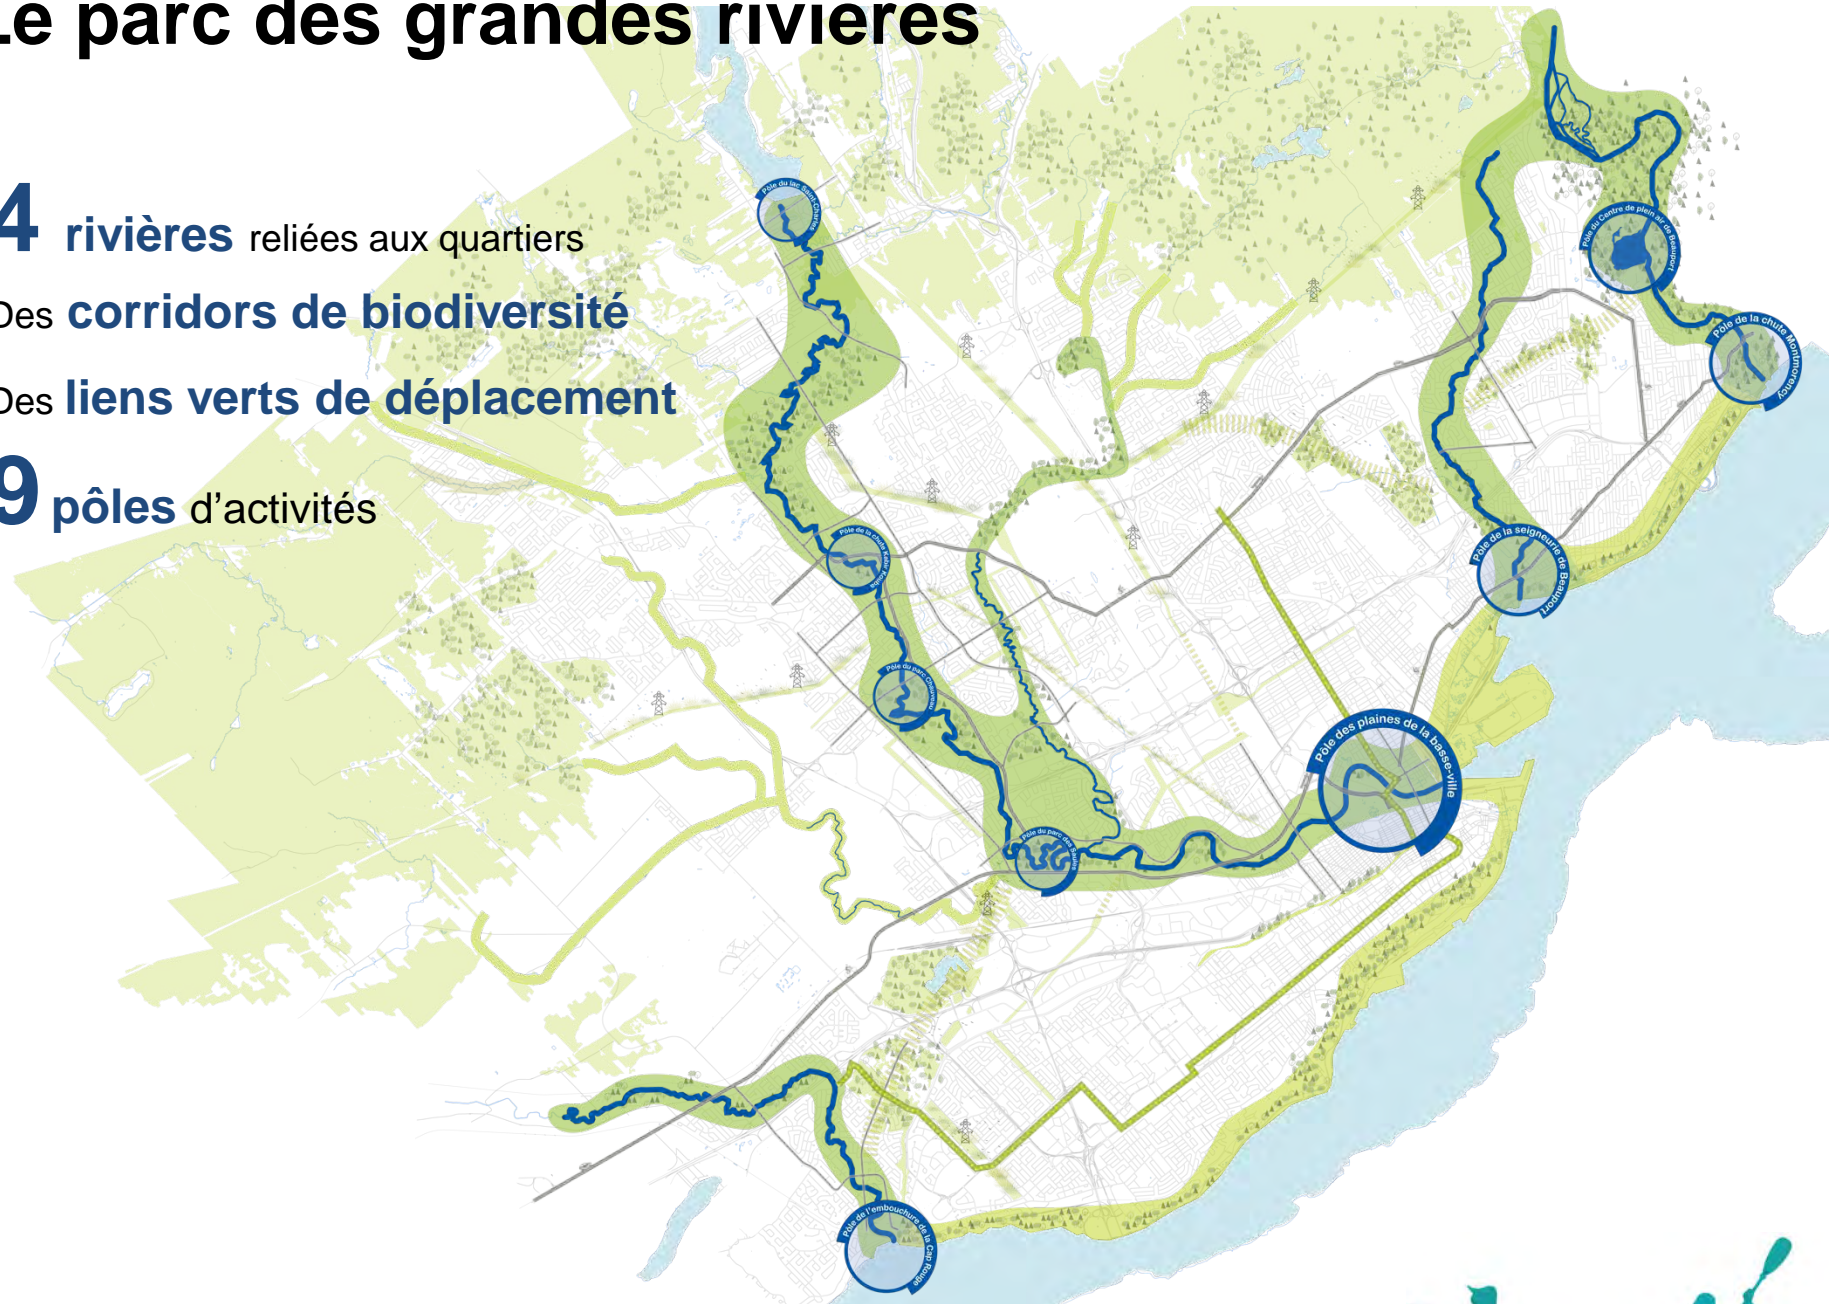 Le parc des grandes rivières
4 rivières reliées aux quartiers
Des corridors de biodiversité
Des liens verts de déplacement
9 pôles d'activités
Pôle du lac Saint-Charles
Pôle du Centre de plein air de Beauport
Pôle de la chute Montmorency
Pôle de la chute Kabir Kouba
Pôle de la seigneurie de Beauport
Pôle du parc Chauveau
Pôle des plaines de la basse-ville
Pôle du parc des Saules
Pôle de l'embouchure de la Cap Rouge